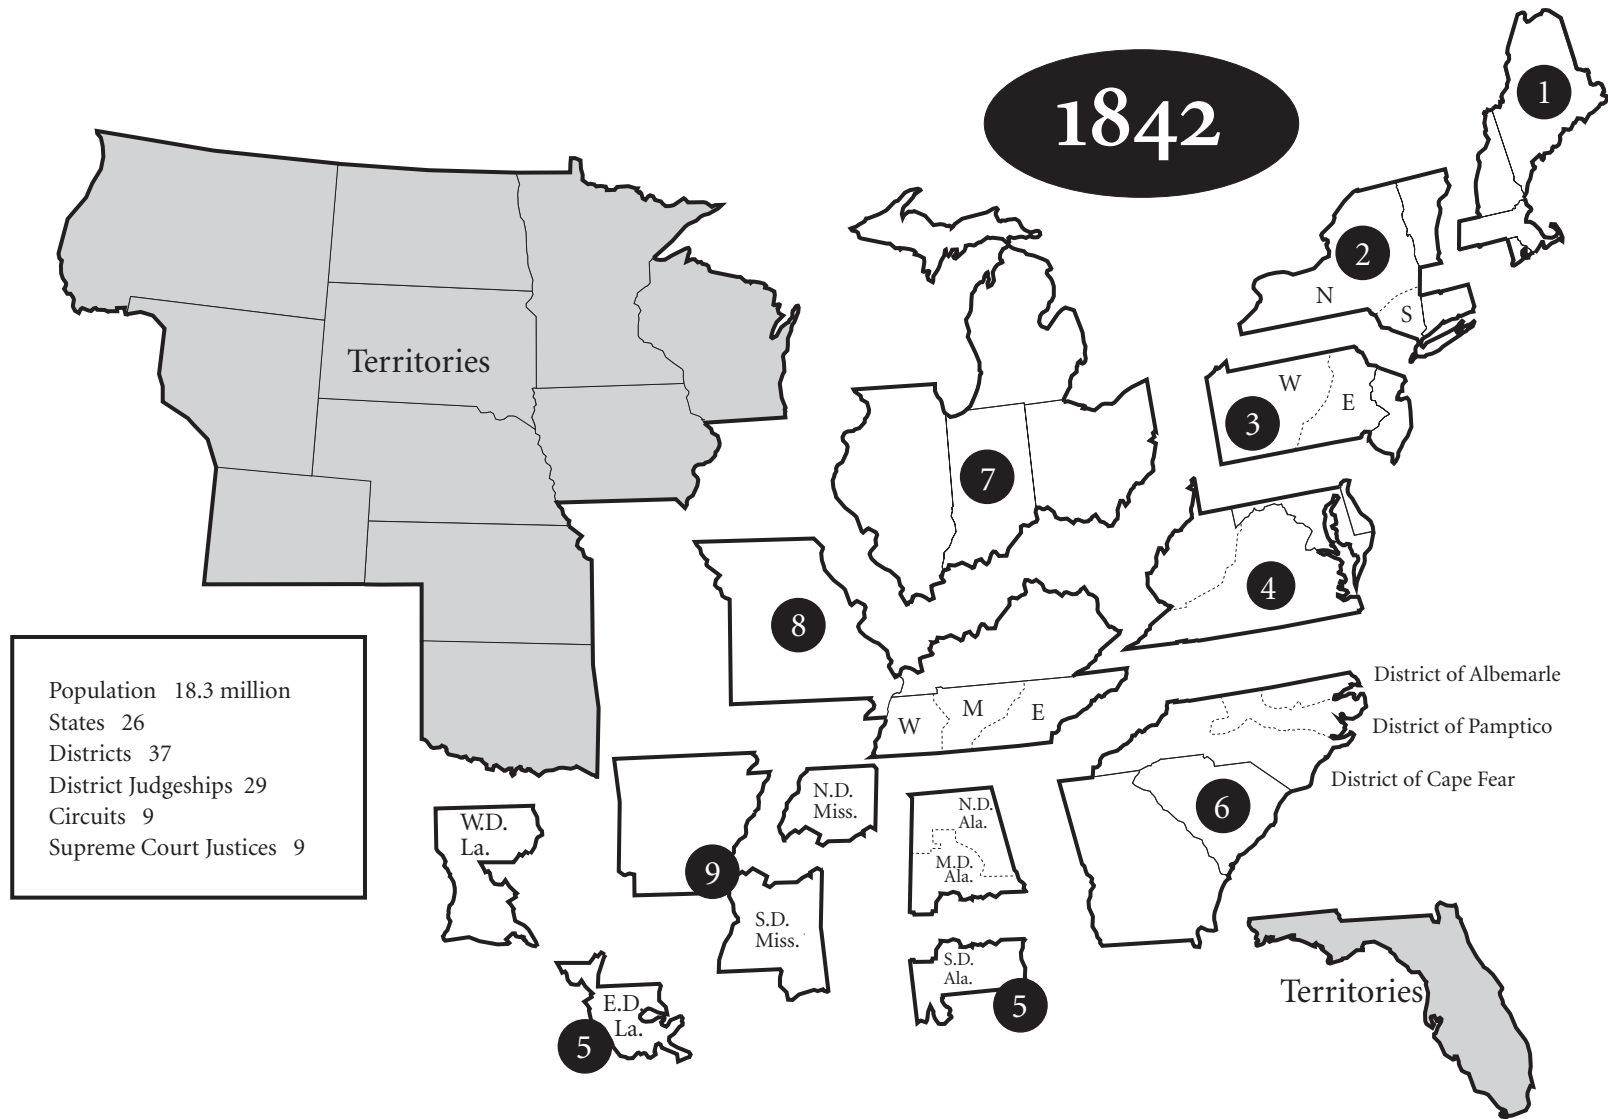 1842
1
2
N
S
Territories
W
E
3
7
4
8
Population 18.3 million
States 26
Districts 37
District Judgeships 29
Circuits 9
Supreme Court Justices 9
District of Albemarle
District of Pamptico
District of Cape Fear
W
M
E
6
W.D.
La.
N.D.
Miss.
N.D.
Ala.
M.D.
Ala.
9
S.D.
Miss.
S.D.
Ala.
5
E.D.
La.
5
Territories